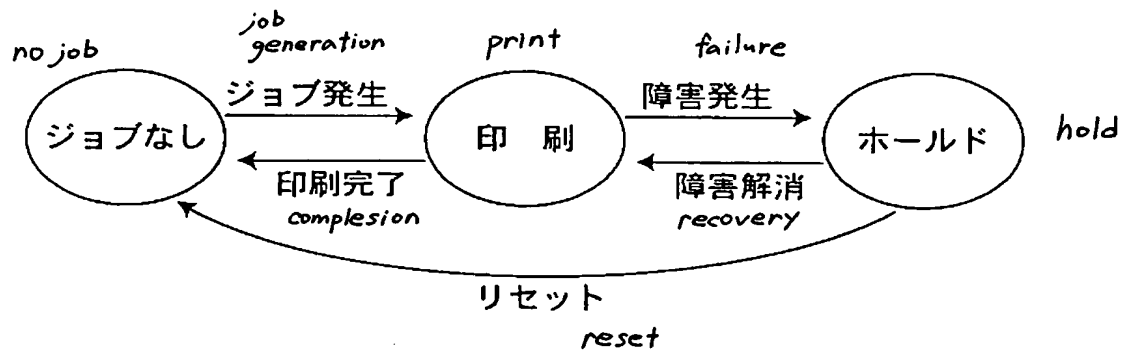 no job
job
generation
print
failure
ジョブなし
ジョブ発生
印 刷
障害発生
ホールド
hold
印刷完了
complesion
障害解消
recovery
リセット
reset